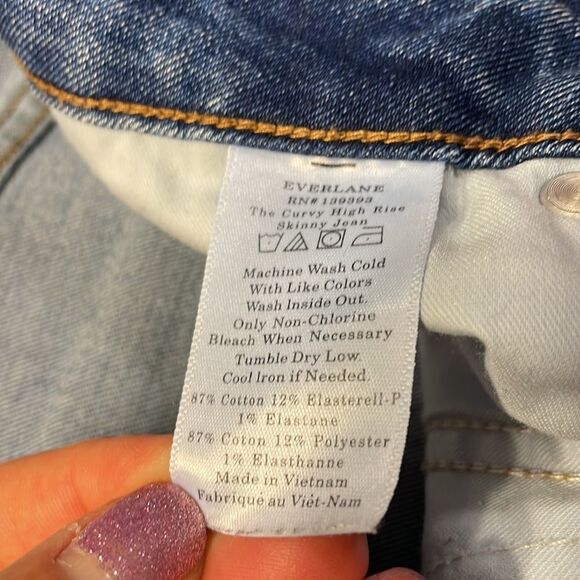 EVERLANE
RN# 139393
The Curvy High Rise
Skinny Jean
Machine Wash Cold
With Like Colors
Wash Inside Out.
Only Non-Chlorine
Bleach When Necessary
Tumble Dry Low.
Cool Iron if Needed.
87% Cotton 12% Elasterell-P
1% Elastane
87% Coton 12% Polyester
1% Elasthanne
Made in Vietnam
Fabriqué au Viêt-Nam